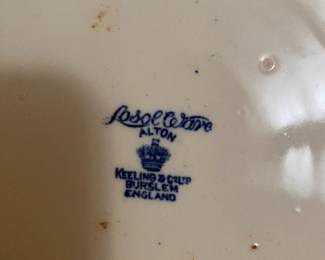 Losol Ware
ALTON
KEELING & CO. LTD
BURSLEM
ENGLAND